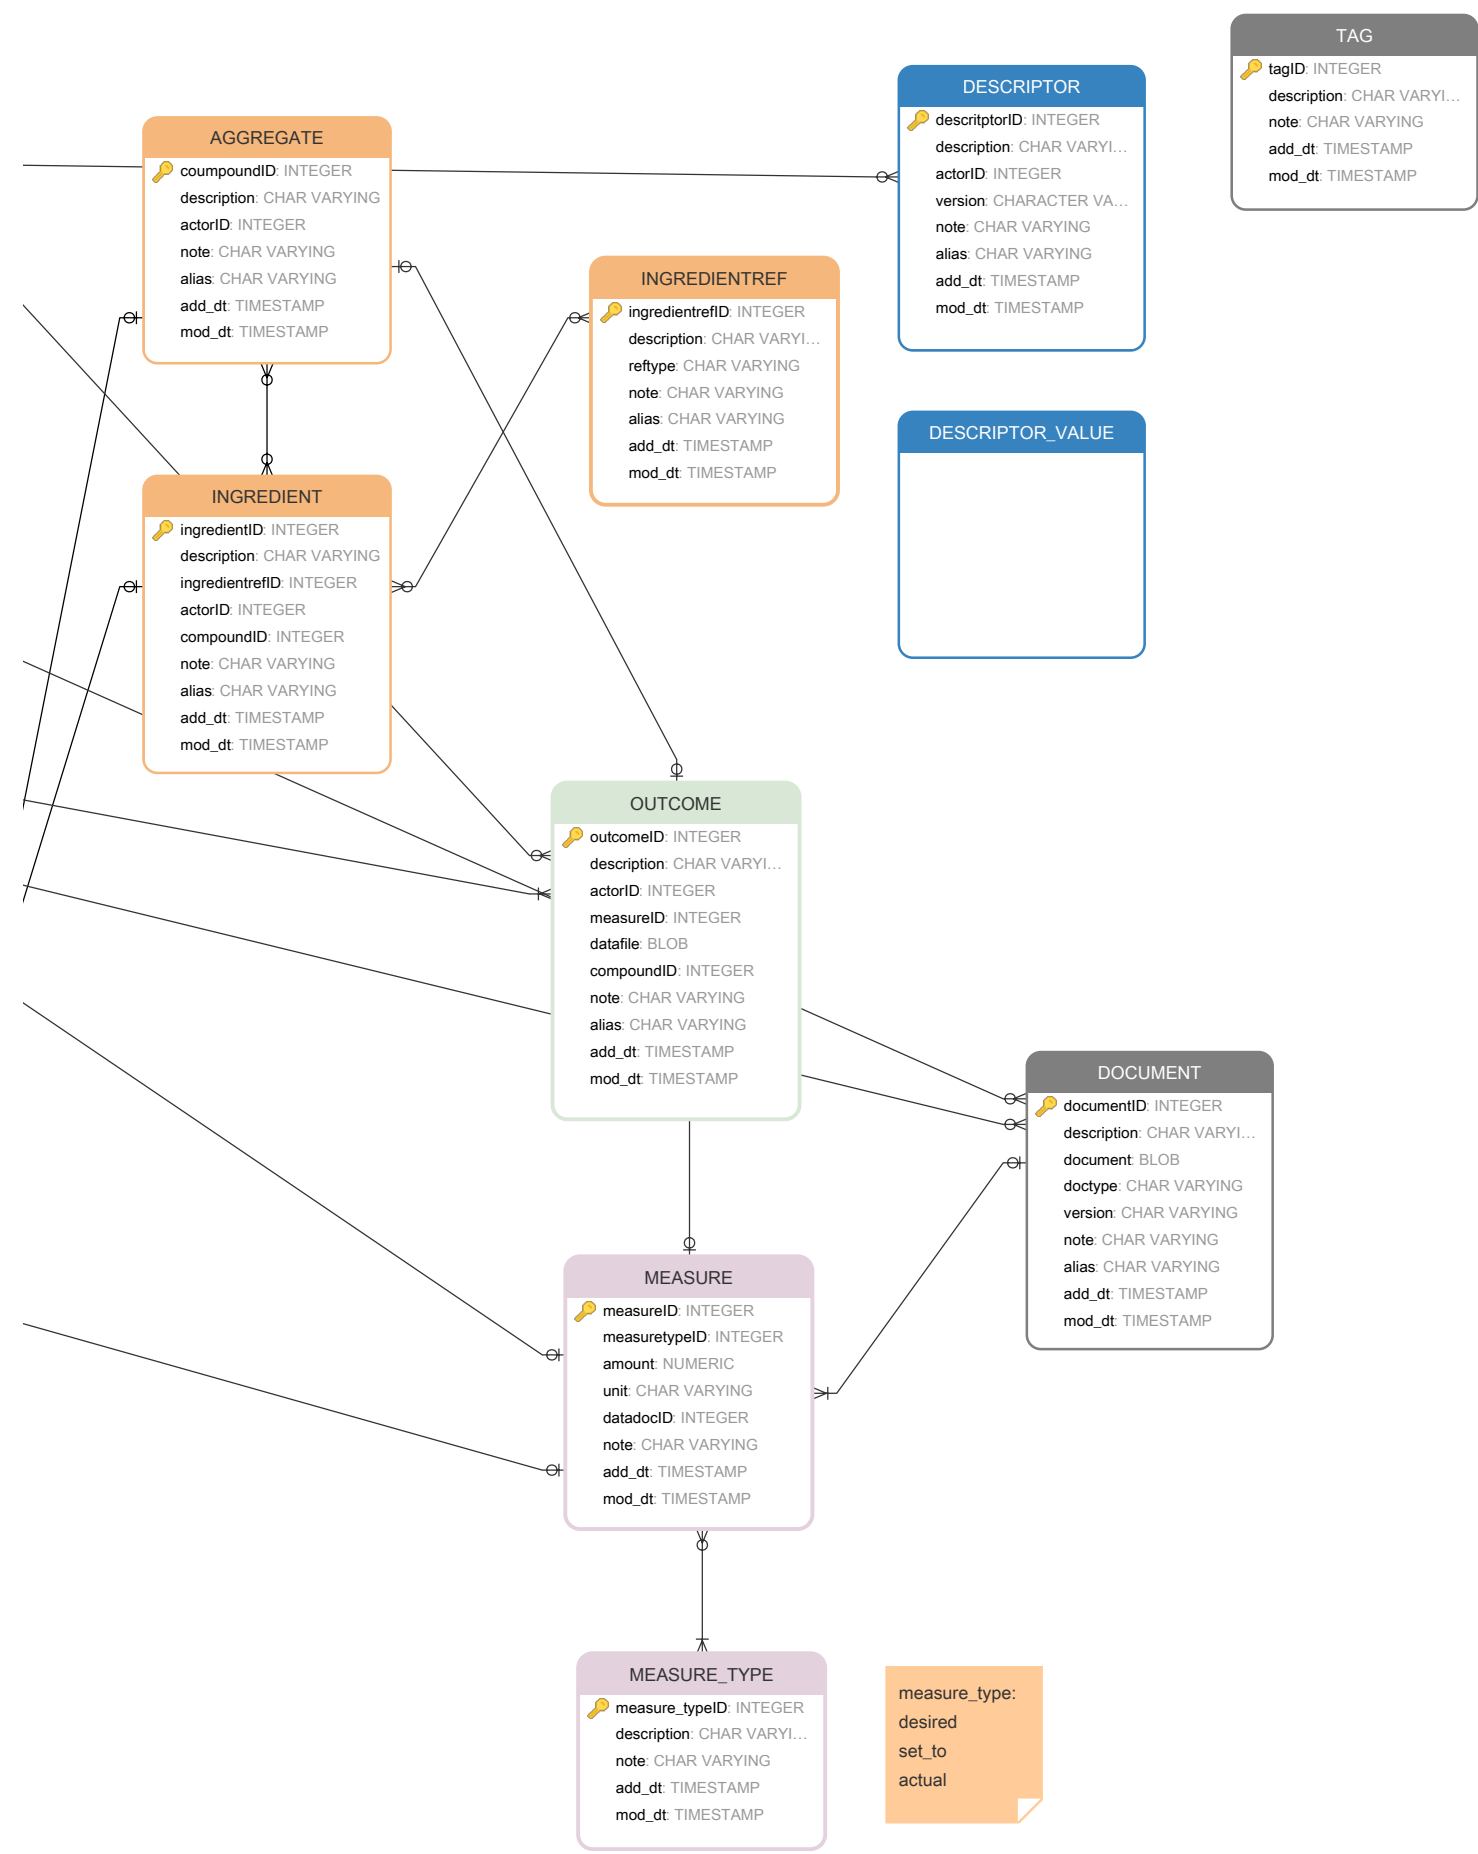 TAG
tagID: INTEGER
description: CHAR VARYI...
note: CHAR VARYING
add_dt: TIMESTAMP
mod_dt: TIMESTAMP
DESCRIPTOR
descritptorID: INTEGER
description: CHAR VARYI...
actorID: INTEGER
version: CHARACTER VA...
note: CHAR VARYING
alias: CHAR VARYING
add_dt: TIMESTAMP
mod_dt: TIMESTAMP
AGGREGATE
coumpoundID: INTEGER
description: CHAR VARYING
actorID: INTEGER
note: CHAR VARYING
alias: CHAR VARYING
add_dt: TIMESTAMP
mod_dt: TIMESTAMP
INGREDIENTREF
ingredientrefID: INTEGER
description: CHAR VARYI...
reftype: CHAR VARYING
note: CHAR VARYING
alias: CHAR VARYING
add_dt: TIMESTAMP
mod_dt: TIMESTAMP
DESCRIPTOR_VALUE
INGREDIENT
ingredientID: INTEGER
description: CHAR VARYING
ingredientrefID: INTEGER
actorID: INTEGER
compoundID: INTEGER
note: CHAR VARYING
alias: CHAR VARYING
add_dt: TIMESTAMP
mod_dt: TIMESTAMP
OUTCOME
outcomeID: INTEGER
description: CHAR VARYI...
actorID: INTEGER
measureID: INTEGER
datafile: BLOB
compoundID: INTEGER
note: CHAR VARYING
alias: CHAR VARYING
add_dt: TIMESTAMP
mod_dt: TIMESTAMP
DOCUMENT
documentID: INTEGER
description: CHAR VARYI...
document: BLOB
doctype: CHAR VARYING
version: CHAR VARYING
note: CHAR VARYING
alias: CHAR VARYING
add_dt: TIMESTAMP
mod_dt: TIMESTAMP
MEASURE
measureID: INTEGER
measuretypeID: INTEGER
amount: NUMERIC
unit: CHAR VARYING
datadocID: INTEGER
note: CHAR VARYING
add_dt: TIMESTAMP
mod_dt: TIMESTAMP
MEASURE_TYPE
measure_typeID: INTEGER
description: CHAR VARYI...
note: CHAR VARYING
add_dt: TIMESTAMP
mod_dt: TIMESTAMP
measure_type:
desired
set_to
actual